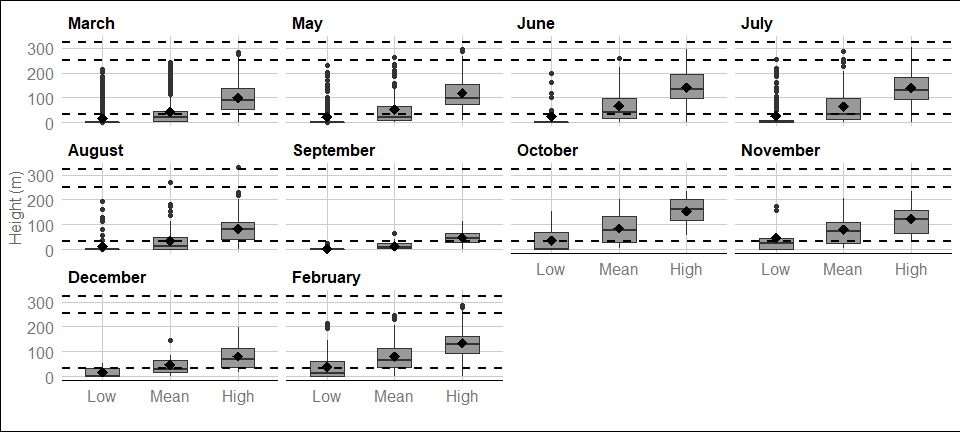 March May June July
300
200
100
0
August September October November
300
200
100
0
Height (m)
Low Mean High Low Mean High
December February
300
200
100
0
Low Mean High Low Mean High